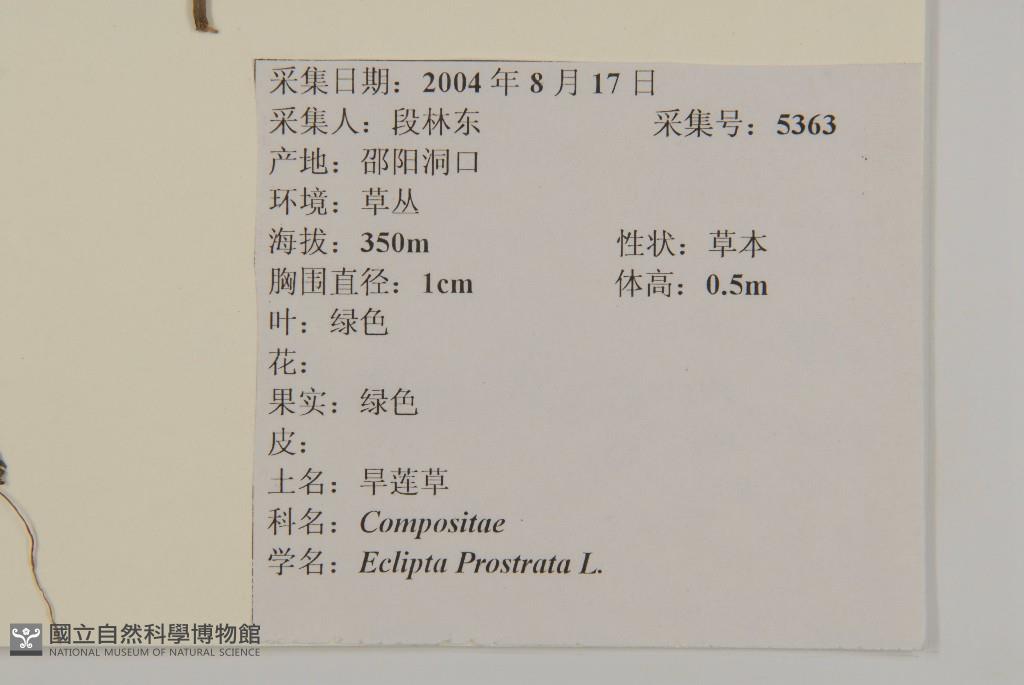 采集日期：2004 年 8 月 17 日
采集人：段林东 采集号：5363
产地：邵阳洞口
环境：草丛
海拔：350m 性状：草本
胸围直径：1cm 体高：0.5m
叶：绿色
花：
果实：绿色
皮：
土名：旱莲草
科名：Compositae
学名：Eclipta Prostrata L.
國立自然科學博物館
NATIONAL MUSEUM OF NATURAL SCIENCE